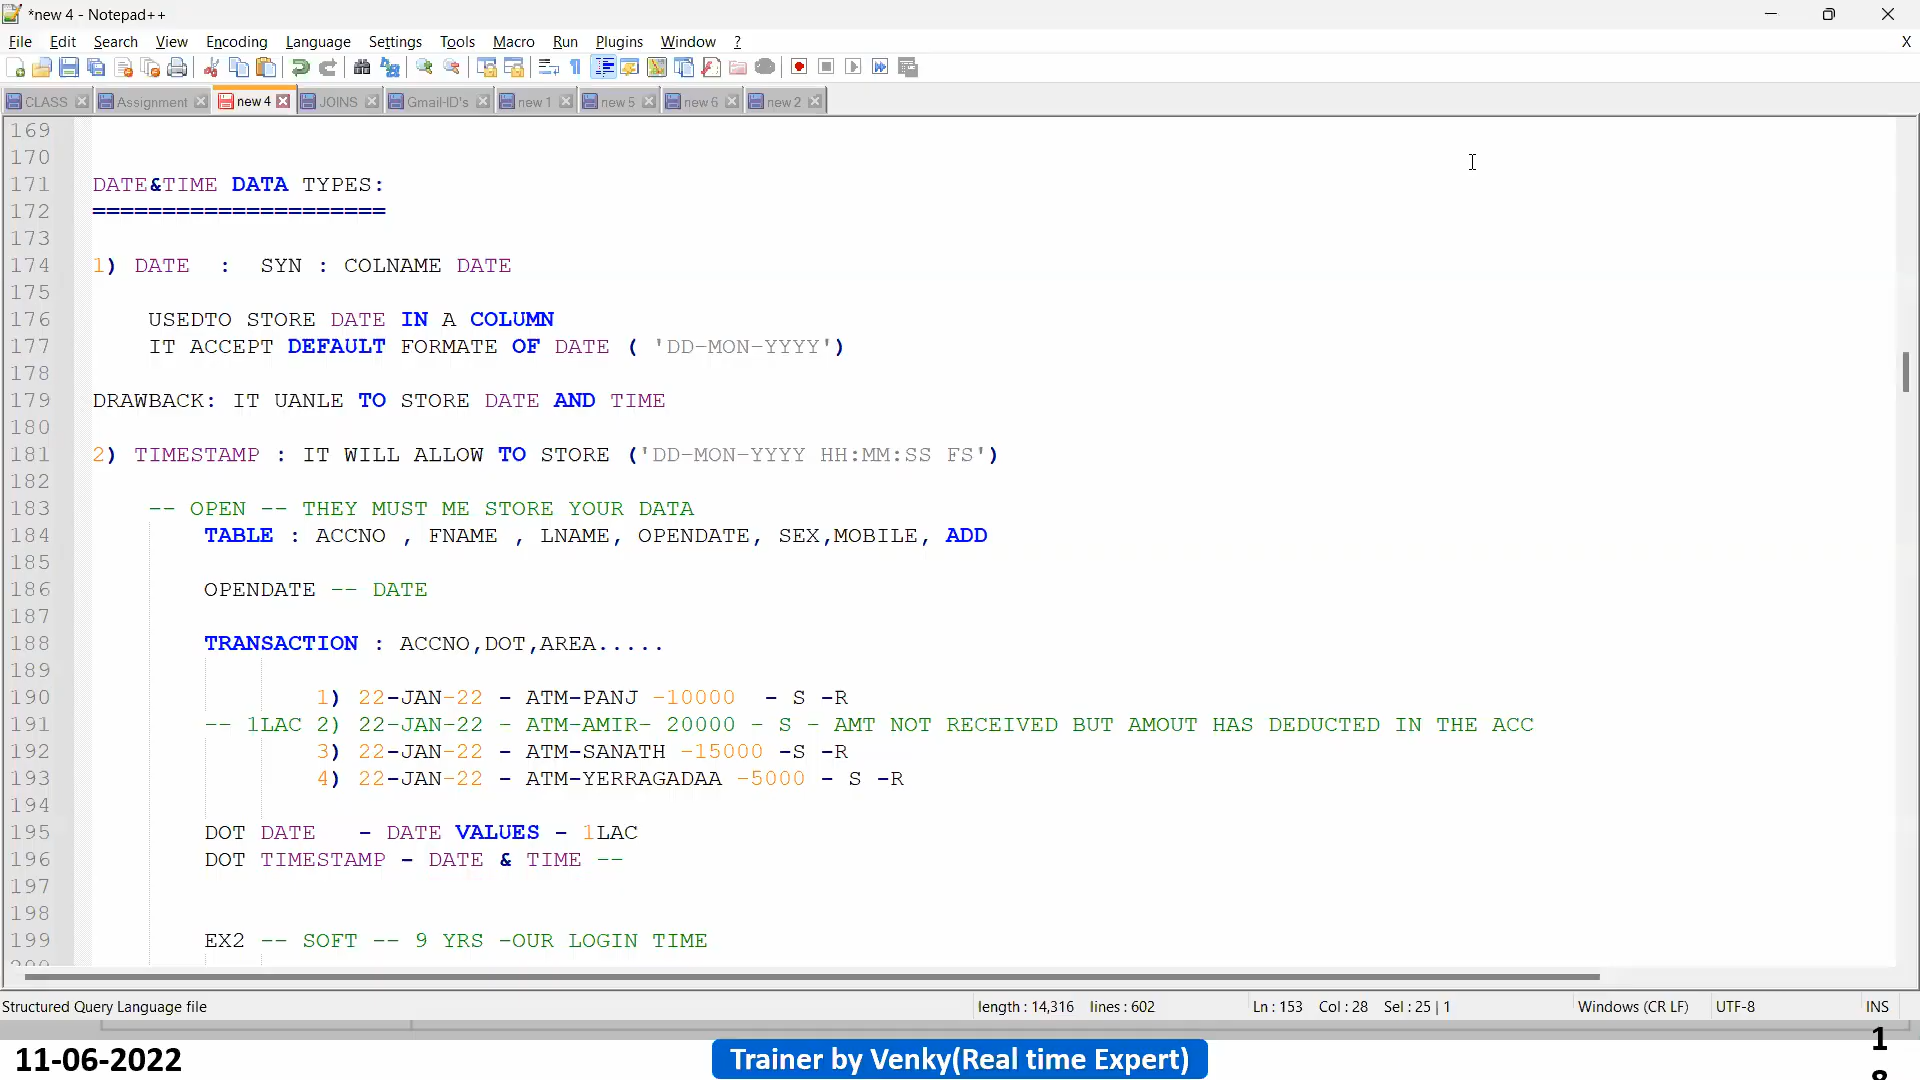 *new 4 - Notepad++
File Edit Search View Encoding Language Settings Tools Macro Run Plugins Window ? X
CLASS Assignment new 4 JOINS Gmail-ID's new 1 new 5 new 6 new 2
169
170
171 DATE&TIME DATA TYPES:
172 =====================
173
174 1) DATE : SYN : COLNAME DATE
175
176 USEDTO STORE DATE IN A COLUMN
177 IT ACCEPT DEFAULT FORMATE OF DATE ( 'DD-MON-YYYY')
178
179 DRAWBACK: IT UANLE TO STORE DATE AND TIME
180
181 2) TIMESTAMP : IT WILL ALLOW TO STORE ('DD-MON-YYYY HH:MM:SS FS')
182
183 -- OPEN -- THEY MUST ME STORE YOUR DATA
184 TABLE : ACCNO , FNAME , LNAME, OPENDATE, SEX,MOBILE, ADD
185
186 OPENDATE -- DATE
187
188 TRANSACTION : ACCNO,DOT,AREA.....
189
190 1) 22-JAN-22 - ATM-PANJ -10000 - S -R
191 -- 1LAC 2) 22-JAN-22 - ATM-AMIR- 20000 - S - AMT NOT RECEIVED BUT AMOUT HAS DEDUCTED IN THE ACC
192 3) 22-JAN-22 - ATM-SANATH -15000 -S -R
193 4) 22-JAN-22 - ATM-YERRAGADAA -5000 - S -R
194
195 DOT DATE - DATE VALUES - 1LAC
196 DOT TIMESTAMP - DATE & TIME --
197
198
199 EX2 -- SOFT -- 9 YRS -OUR LOGIN TIME
Structured Query Language file length : 14,316 lines : 602 Ln : 153 Col : 28 Sel : 25 | 1 Windows (CR LF) UTF-8 INS
11-06-2022 Trainer by Venky(Real time Expert) 1